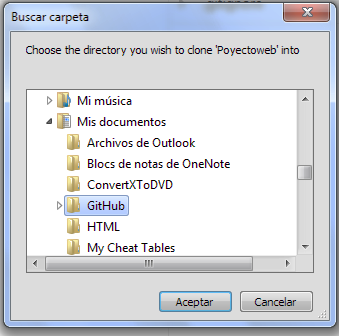 Buscar carpeta
Choose the directory you wish to clone 'Poyectoweb' into
Mi música
Mis documentos
Archivos de Outlook
Blocs de notas de OneNote
ConvertXToDVD
GitHub
HTML
My Cheat Tables
Aceptar
Cancelar